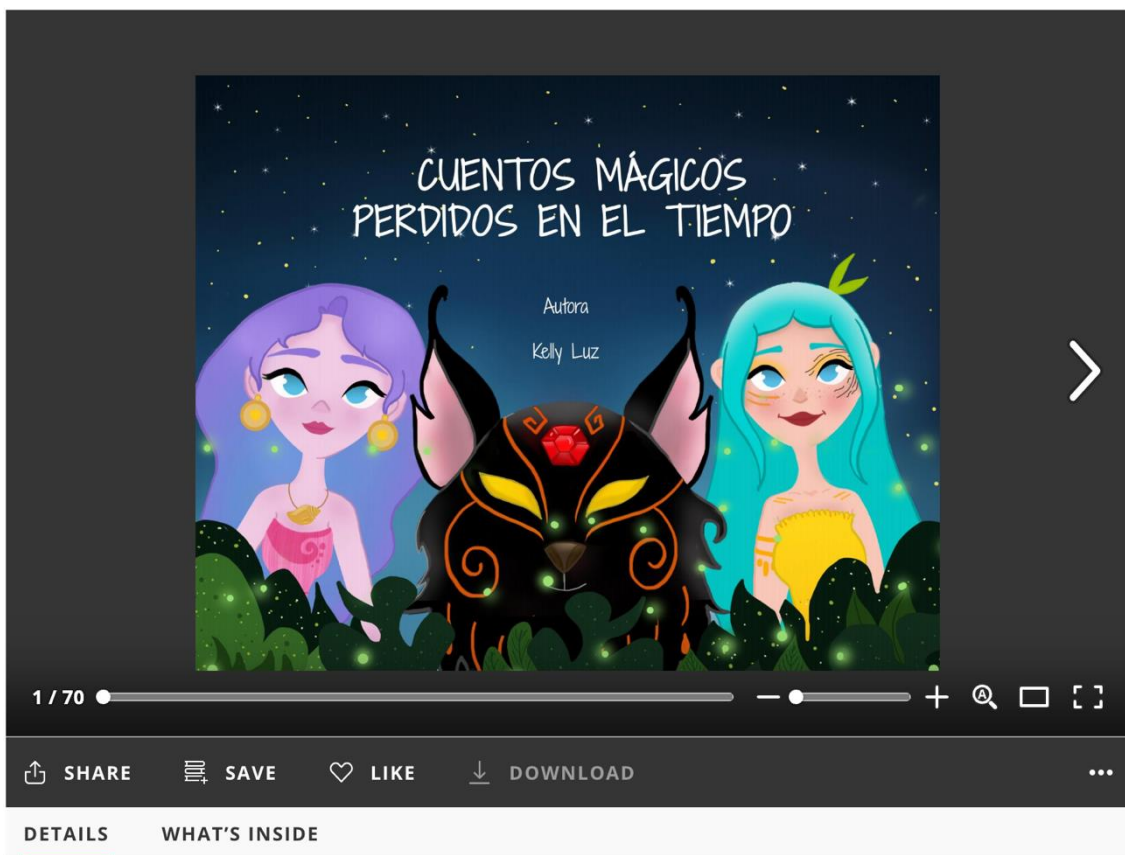 CUENTOS MÁGICOS
PERDIDOS EN EL TIEMPO
Autora
Kelly Luz
1 / 70
SHARE SAVE LIKE DOWNLOAD
DETAILS WHAT'S INSIDE